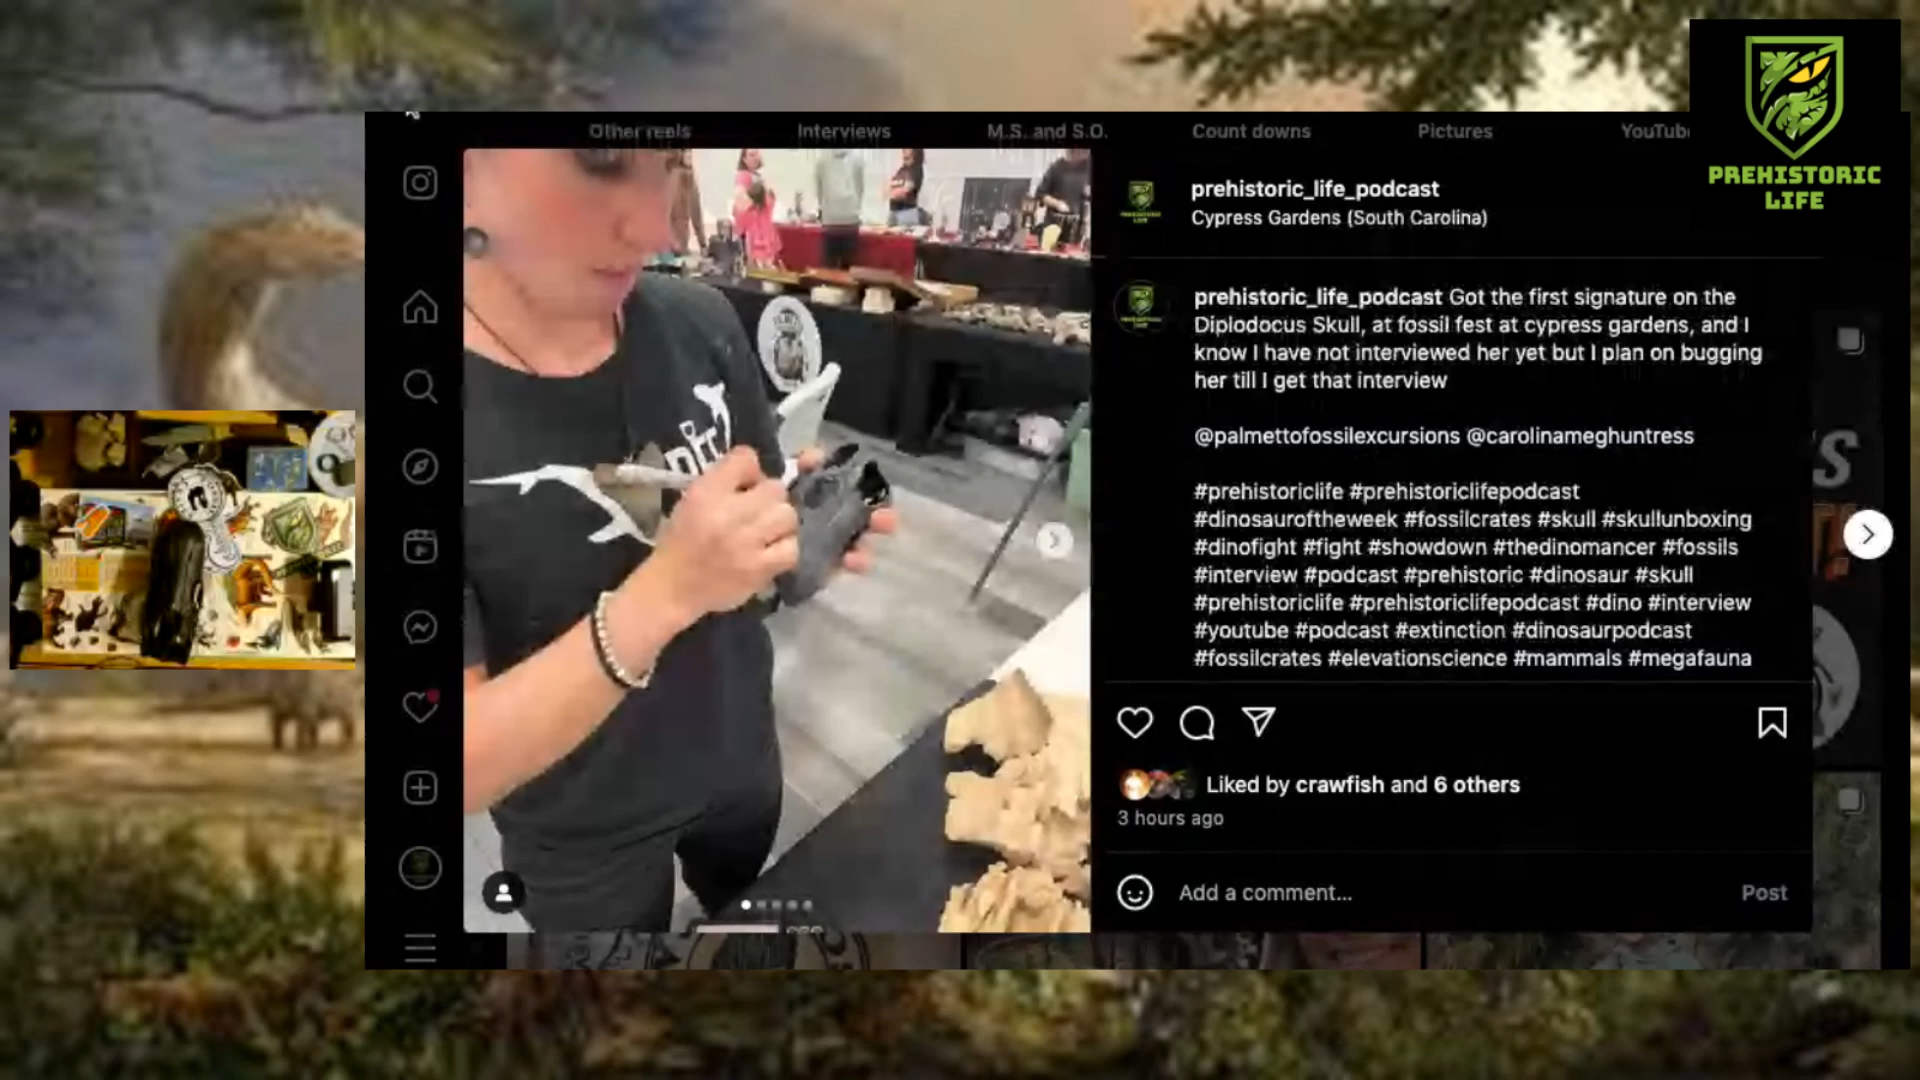 Other reels
Interviews
M.S. and S.O.
Count downs
Pictures
PREHISTORIC
LIFE
prehistoric_life_podcast
Cypress Gardens (South Carolina)
prehistoric_life_podcast Got the first signature on the
Diplodocus Skull, at fossil fest at cypress gardens, and I
know I have not interviewed her yet but I plan on bugging
her till I get that interview
@palmettofossilexcursions @carolinameghuntress
#prehistoriclife #prehistoriclifepodcast
#dinosauroftheweek #fossilcrates #skull #skullunboxing
#dinofight #fight #showdown #thedinomancer #fossils
#interview #podcast #prehistoric #dinosaur #skull
#prehistoriclife #prehistoriclifepodcast #dino #interview
#youtube #podcast #extinction #dinosaurpodcast
#fossilcrates #elevationscience #mammals #megafauna
Liked by crawfish and 6 others
3 hours ago
Add a comment...
Post